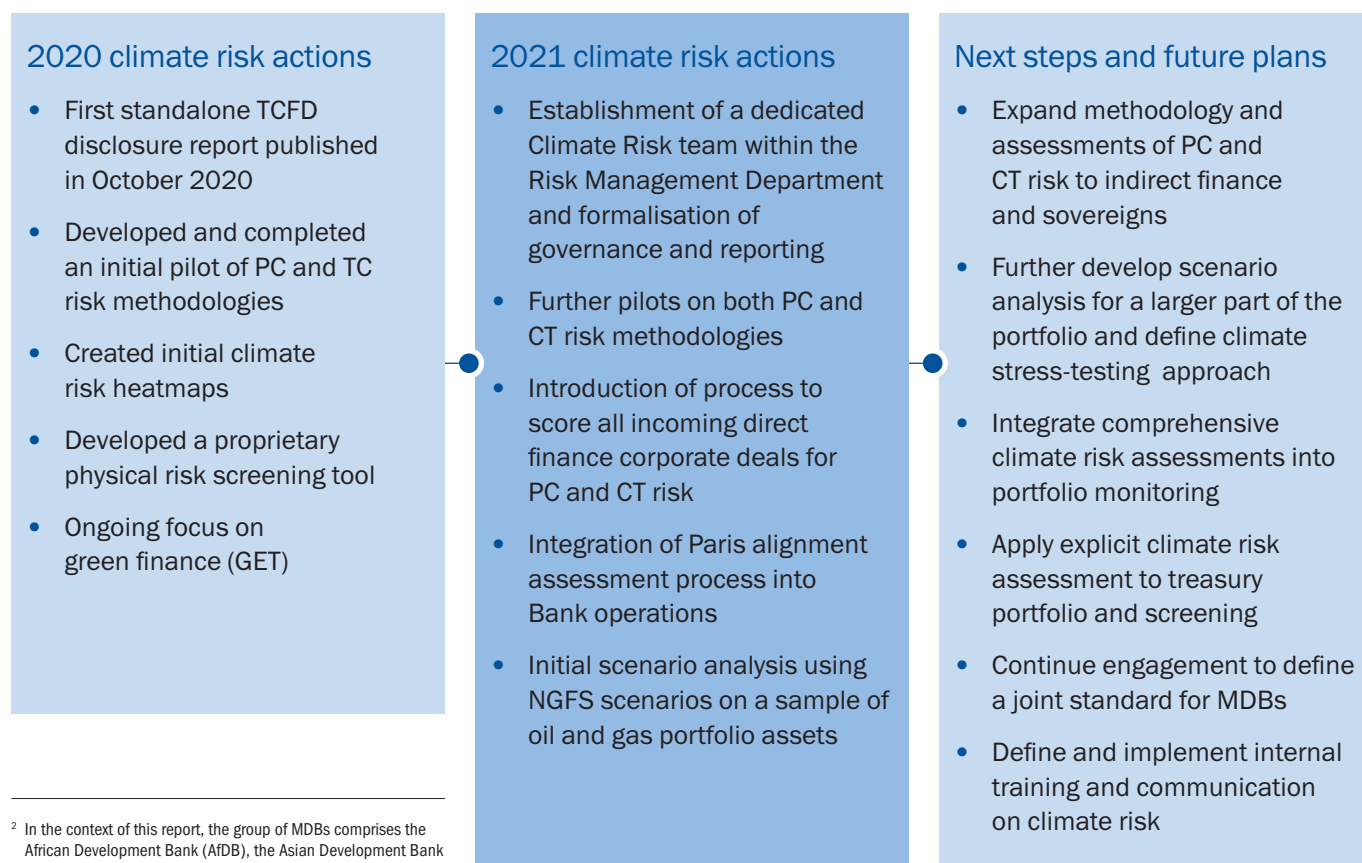 2020 climate risk actions
• First standalone TCFD
disclosure report published
in October 2020
• Developed and completed
an initial pilot of PC and TC
risk methodologies
• Created initial climate
risk heatmaps
• Developed a proprietary
physical risk screening tool
• Ongoing focus on
green finance (GET)
2021 climate risk actions
• Establishment of a dedicated
Climate Risk team within the
Risk Management Department
and formalisation of
governance and reporting
• Further pilots on both PC and
CT risk methodologies
• Introduction of process to
score all incoming direct
finance corporate deals for
PC and CT risk
• Integration of Paris alignment
assessment process into
Bank operations
• Initial scenario analysis using
NGFS scenarios on a sample of
oil and gas portfolio assets
Next steps and future plans
• Expand methodology and
assessments of PC and
CT risk to indirect finance
and sovereigns
• Further develop scenario
analysis for a larger part of the
portfolio and define climate
stress-testing approach
• Integrate comprehensive
climate risk assessments into
portfolio monitoring
• Apply explicit climate risk
assessment to treasury
portfolio and screening
• Continue engagement to define
a joint standard for MDBs
• Define and implement internal
training and communication
on climate risk
2 In the context of this report, the group of MDBs comprises the
African Development Bank (AfDB), the Asian Development Bank